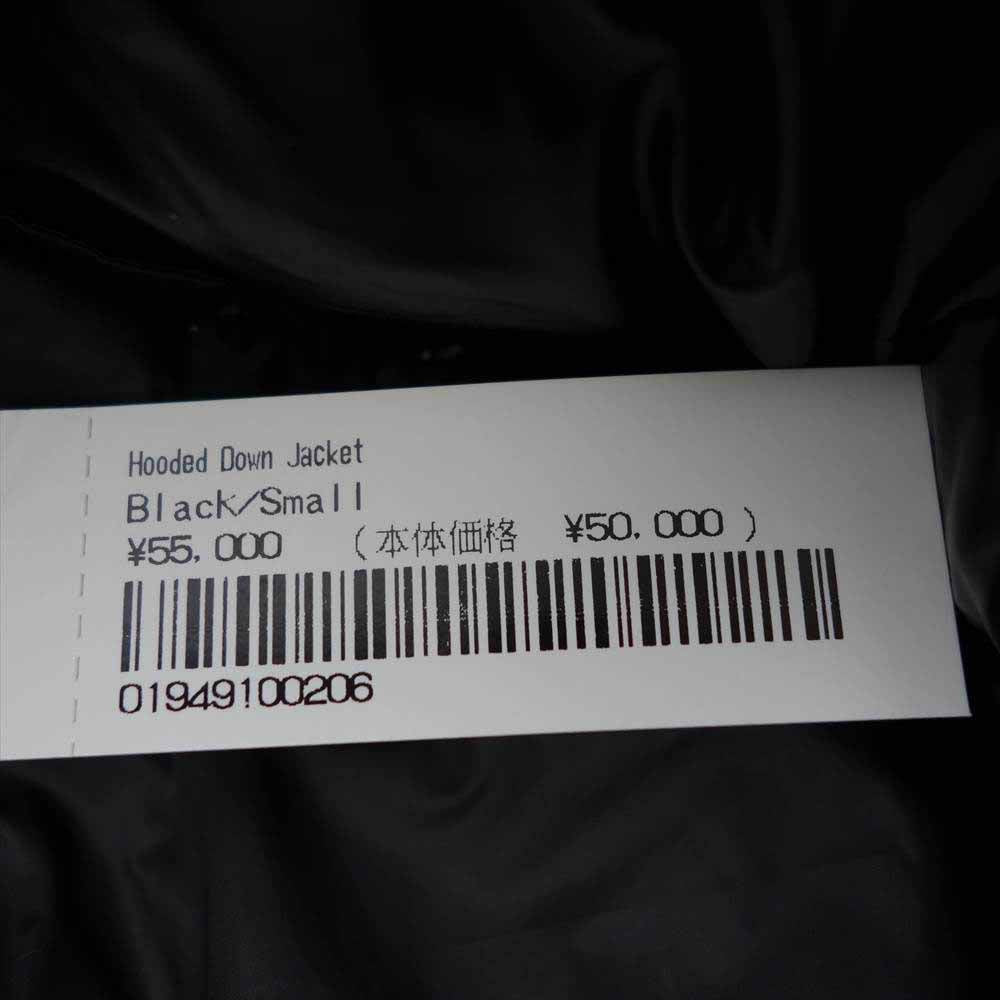 Hooded Down Jacket
Black/Small
¥55,000 (本体価格 ¥50,000)
01949100206